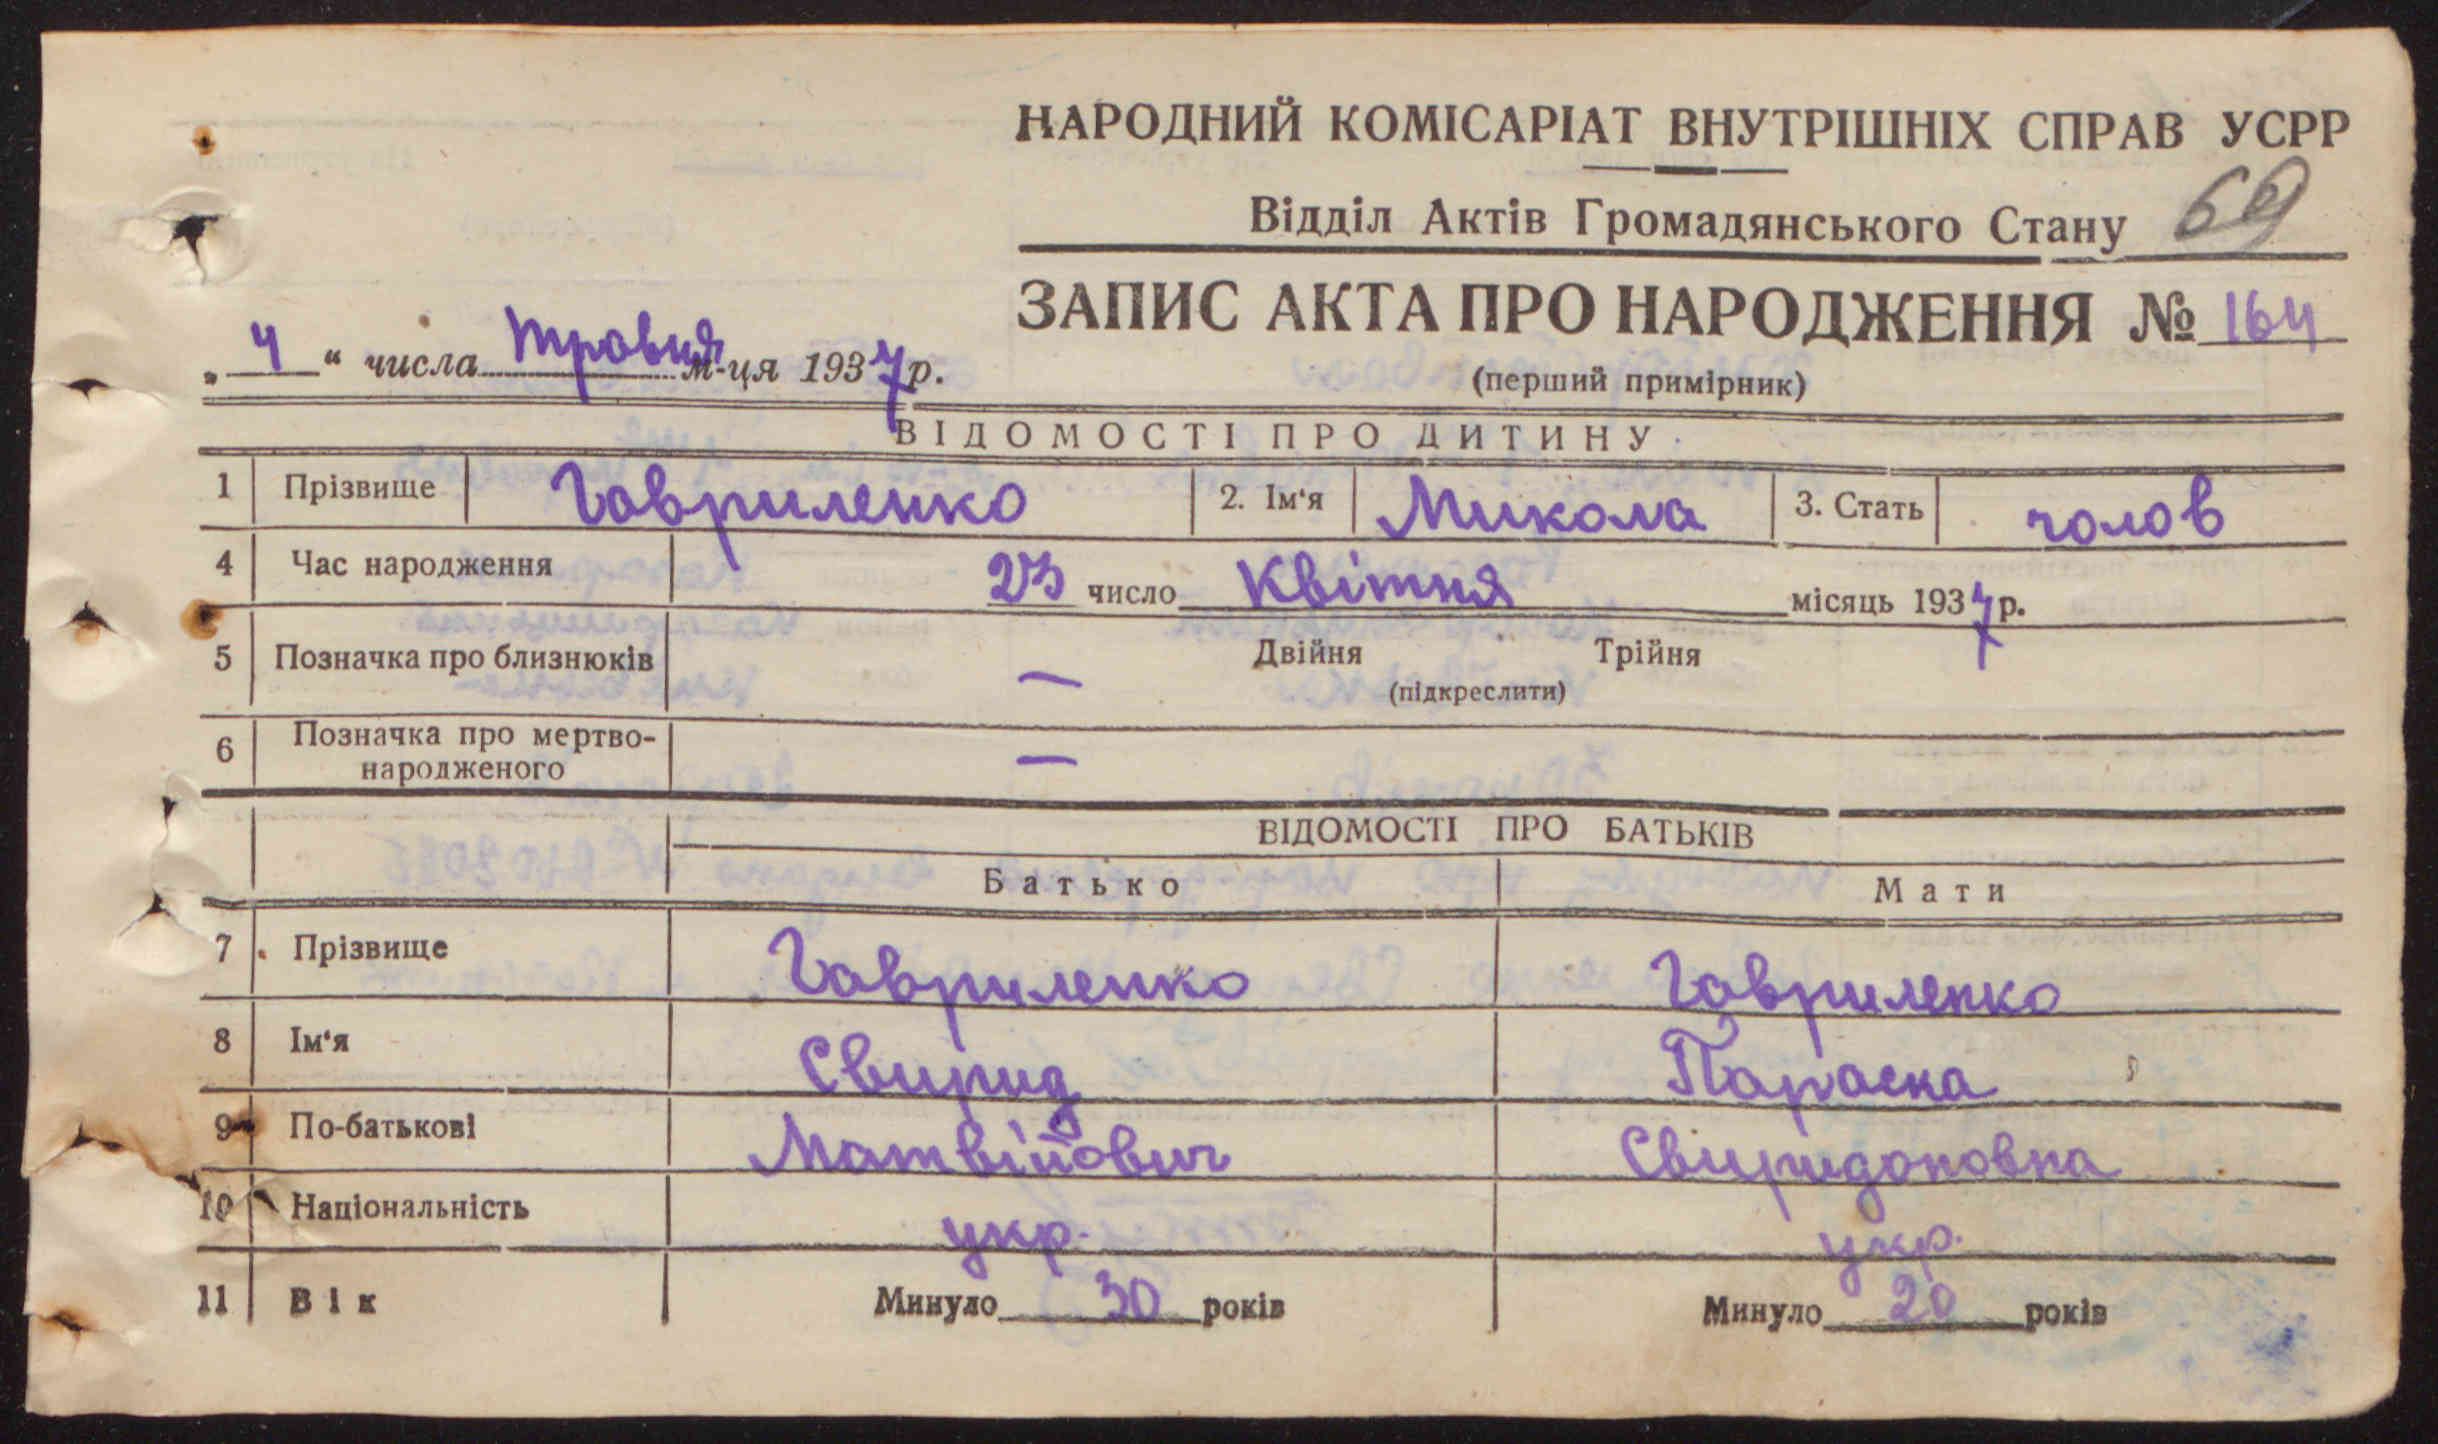 НАРОДНИЙ КОМІСАРІАТ ВНУТРІШНІХ СПРАВ УСРР
Відділ Актів Громадянського Стану 69
ЗАПИС АКТА ПРО НАРОДЖЕННЯ № 164
„ 4 “ числа травня м-ця 1937 р.
(перший примірник)
ВІДОМОСТІ ПРО ДИТИНУ
1 Прізвище Гавриленко 2. Ім‘я Микола 3. Стать чолов
4 Час народження 23 число Квітня місяць 1937 р.
5 Позначка про близнюків — Двійня Трійня
(підкреслити)
6 Позначка про мертво-
народженого —
ВІДОМОСТІ ПРО БАТЬКІВ
Батько Мати
7 Прізвище Гавриленко Гавриленко
8 Ім‘я Свирид Параска
9 По-батькові Матвійович Свиридоновна
10 Національність укр. укр.
11 Вік Минуло 30 років Минуло 20 років